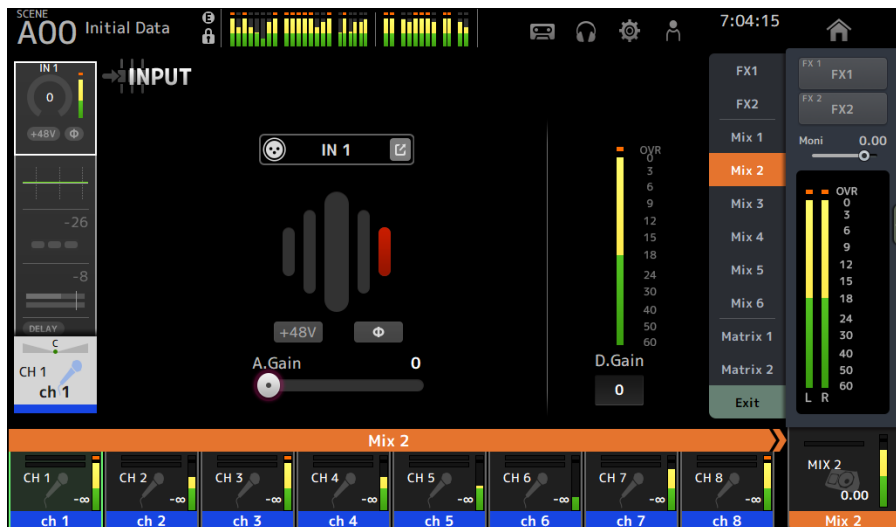 SCENE
A00 Initial Data
E
7:04:15
IN 1
0
+48V Φ
-26
-8
DELAY
C
CH 1
ch 1
INPUT
IN 1
+48V Φ
A.Gain 0
OVR
0
3
6
9
12
15
18
24
30
40
50
60
D.Gain
0
FX1
FX2
Mix 1
Mix 2
Mix 3
Mix 4
Mix 5
Mix 6
Matrix 1
Matrix 2
Exit
FX 1
FX1
FX 2
FX2
Moni 0.00
OVR
0
3
6
9
12
15
18
24
30
40
50
60
L R
Mix 2
CH 1
-∞
ch 1
CH 2
-∞
ch 2
CH 3
-∞
ch 3
CH 4
-∞
ch 4
CH 5
-∞
ch 5
CH 6
-∞
ch 6
CH 7
-∞
ch 7
CH 8
-∞
ch 8
MIX 2
0.00
Mix 2